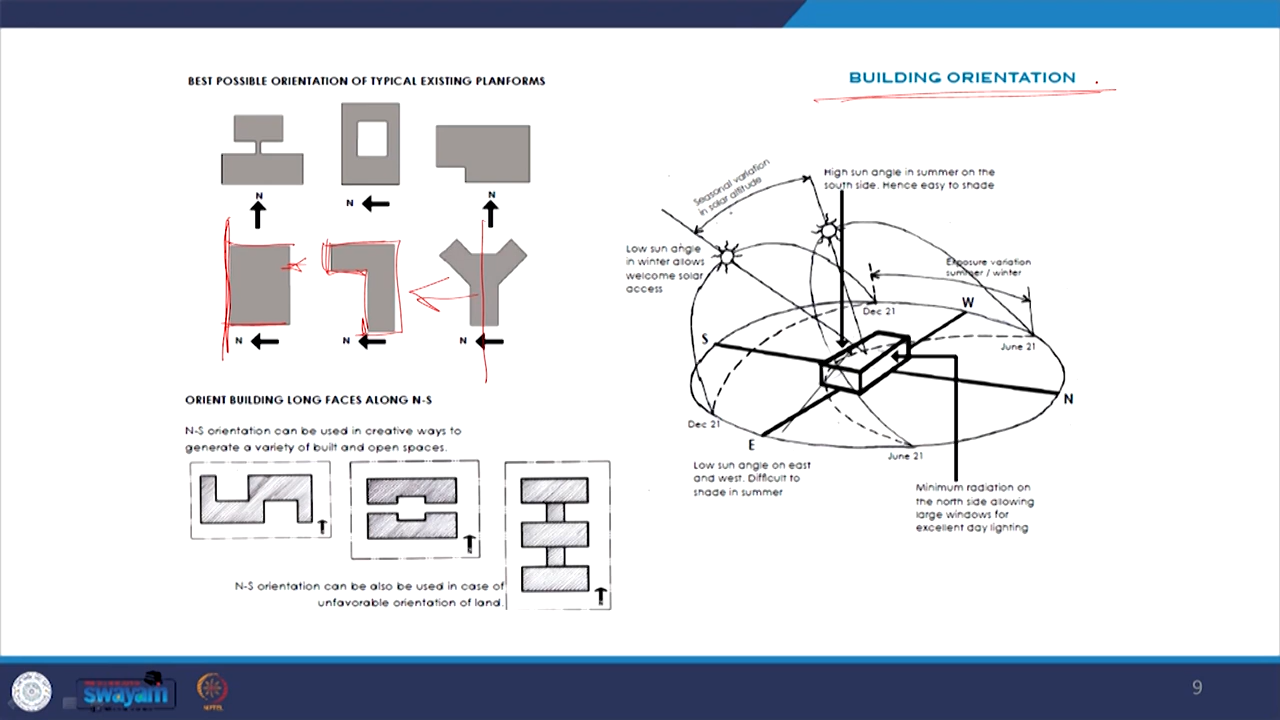 BUILDING ORIENTATION
BEST POSSIBLE ORIENTATION OF TYPICAL EXISTING PLANFORMS
N
N
N
N
N
N
ORIENT BUILDING LONG FACES ALONG N-S
N-S orientation can be used in creative ways to
generate a variety of built and open spaces.
N-S orientation can be also be used in case of
unfavorable orientation of land.
Seasonal variation
in solar altitude
High sun angle in summer on the
south side. Hence easy to shade
Low sun angle
in winter allows
welcome solar
access
Exposure variation
summer / winter
Dec 21
W
S
June 21
N
Dec 21
E
June 21
Low sun angle on east
and west. Difficult to
shade in summer
Minimum radiation on
the north side allowing
large windows for
excellent day lighting
swayam
9